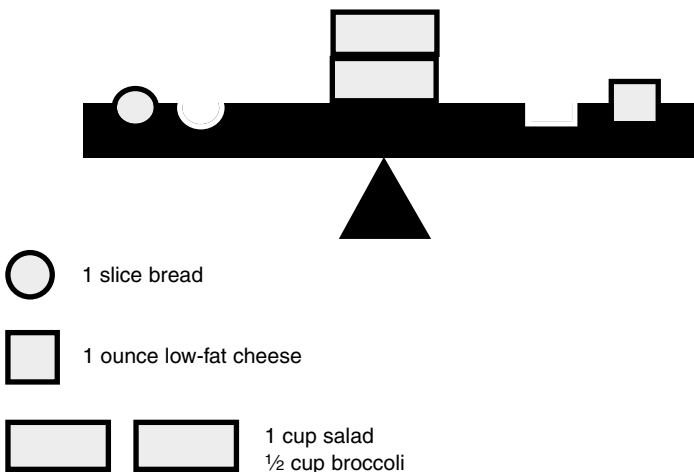 1 slice bread
1 ounce low-fat cheese
1 cup salad
½ cup broccoli